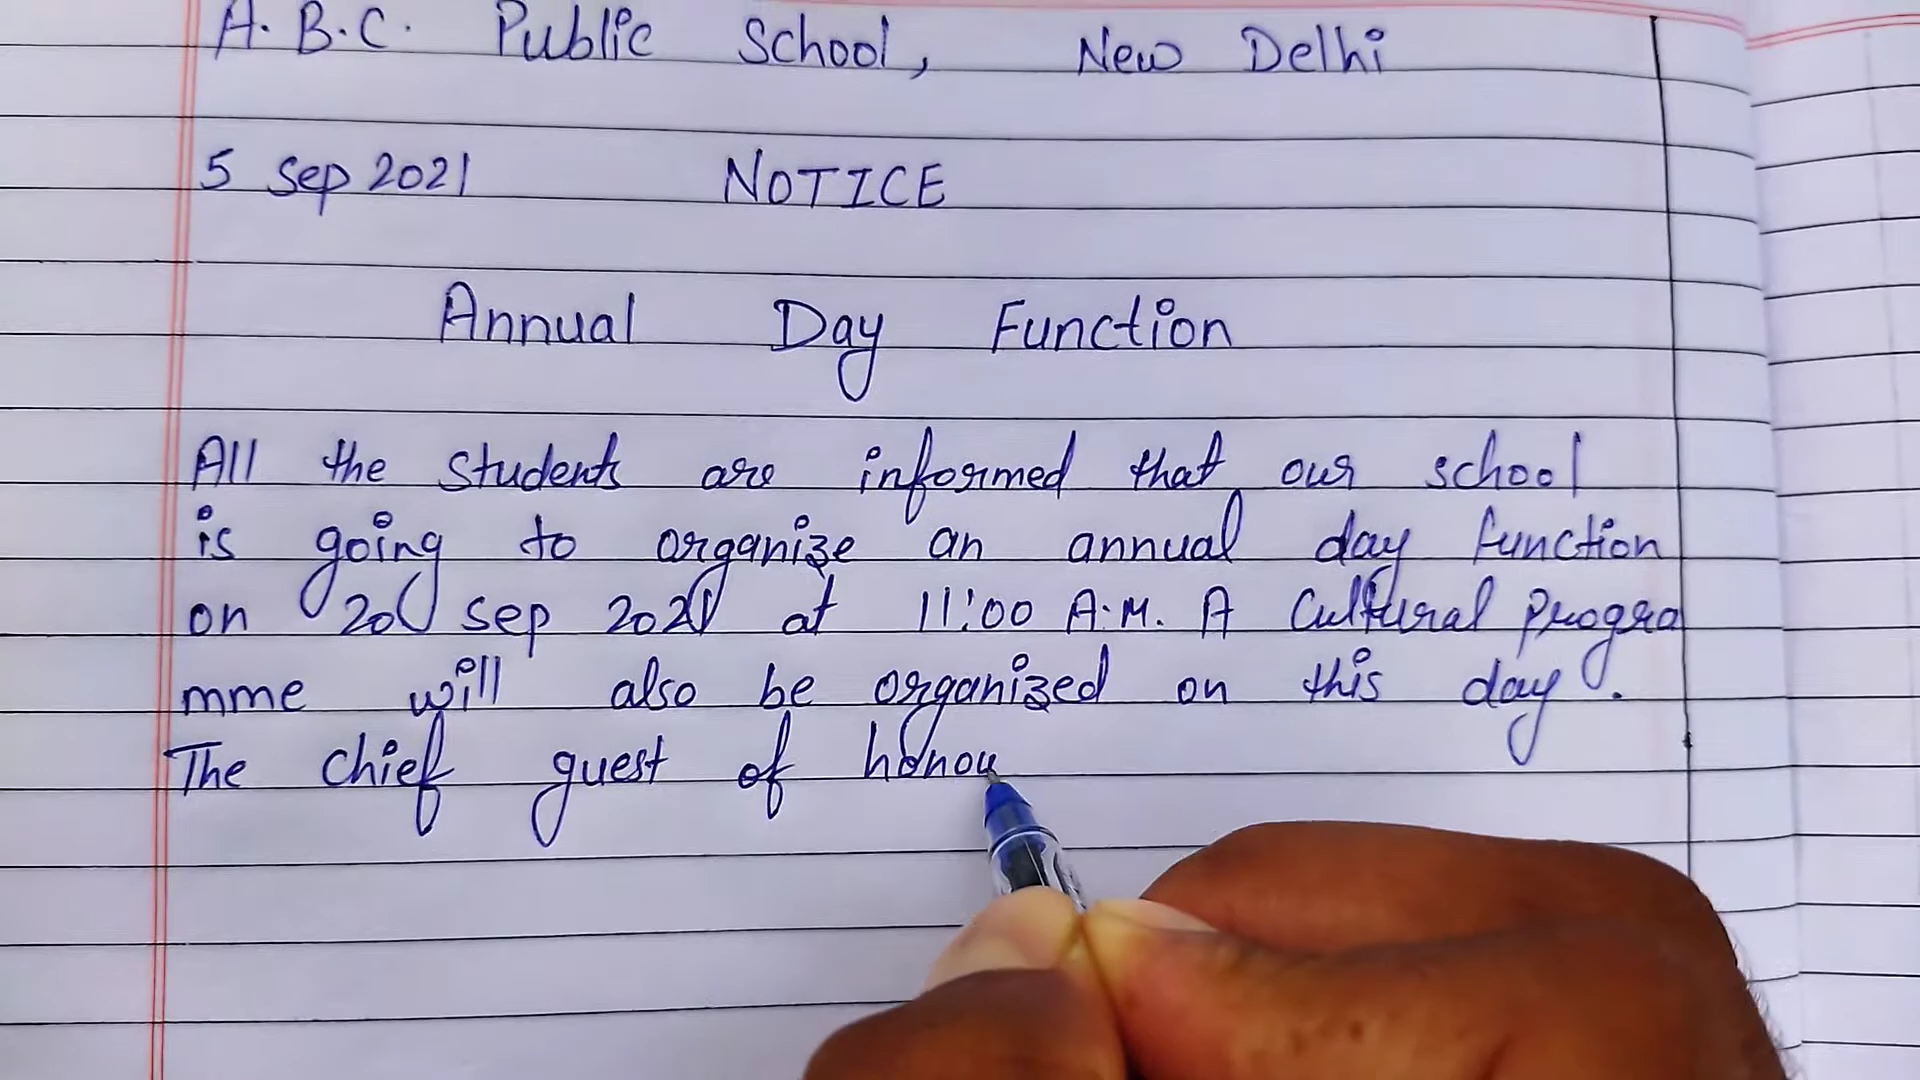 A. B. C. Public School, New Delhi
5 Sep 2021 NOTICE
Annual Day Function
All the students are informed that our school
is going to organize an annual day function
on 20 Sep 2021 at 11:00 A.M. A Cultural progra
mme will also be organized on this day.
The chief guest of honou